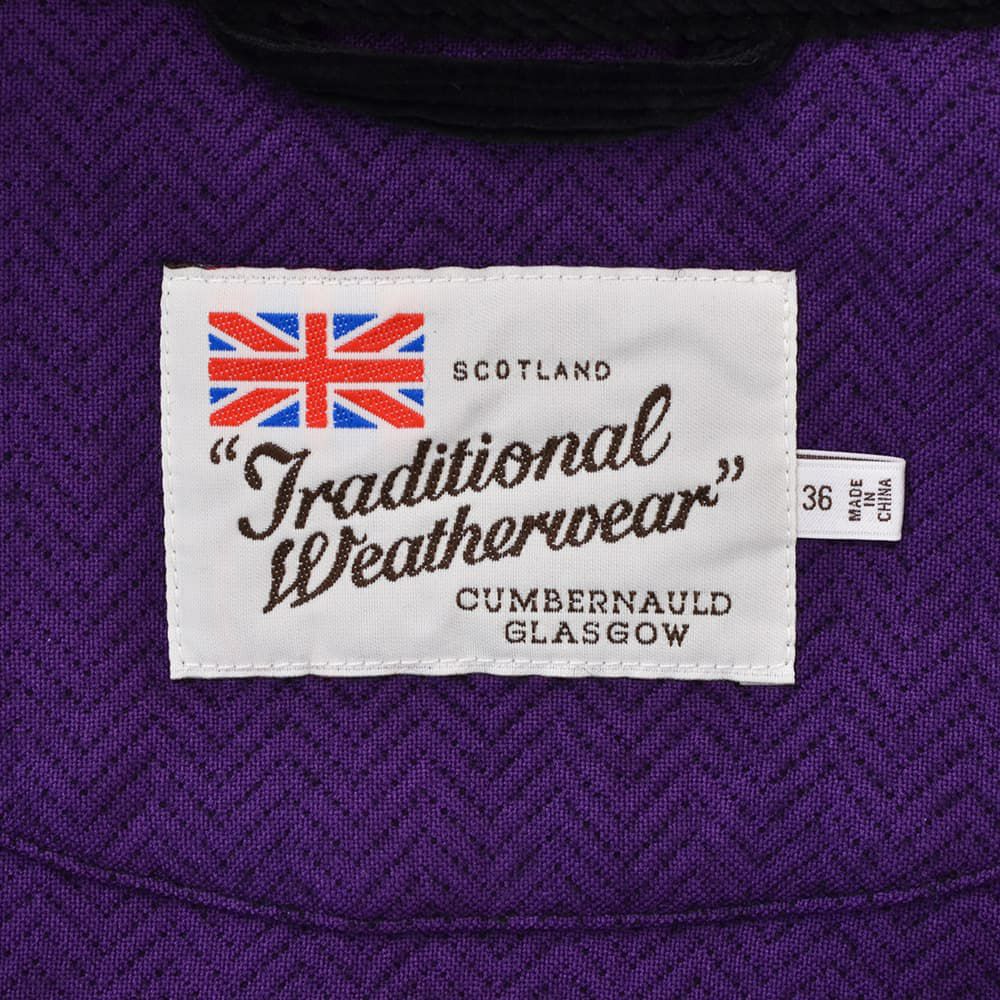 SCOTLAND
"Traditional
Weatherwear"
CUMBERNAULD
GLASGOW
36
MADE
IN
CHINA